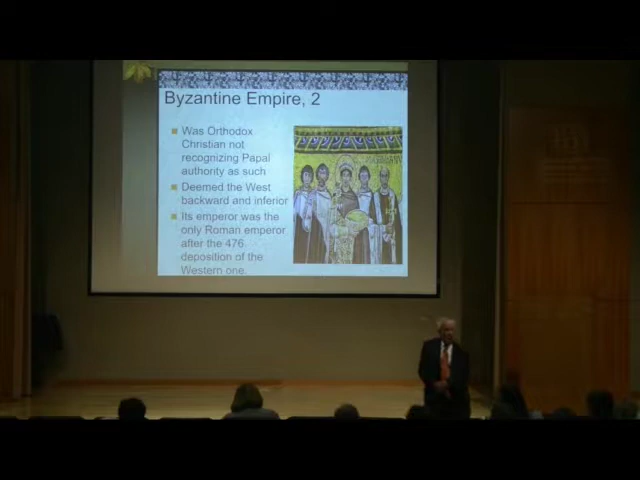 Byzantine Empire, 2
Was Orthodox
Christian not
recognizing Papal
authority as such
Deemed the West
backward and inferior
Its emperor was the
only Roman emperor
after the 476
deposition of the
Western one.